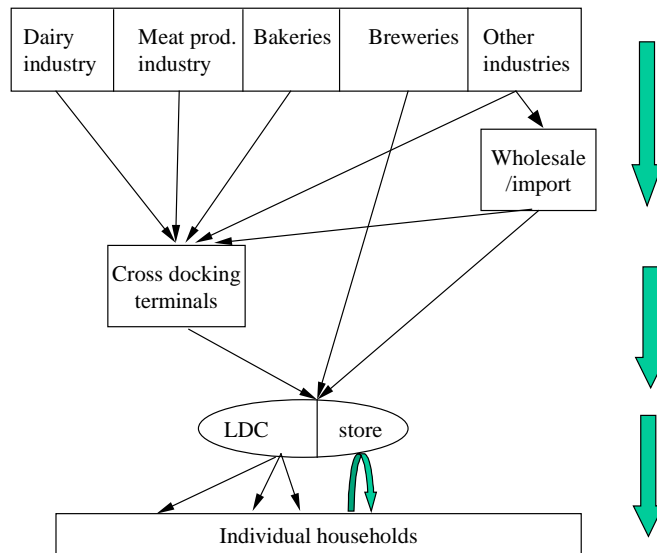 Dairy
industry
Meat prod.
industry
Bakeries
Breweries
Other
industries
Wholesale
/import
Cross docking
terminals
LDC
store
Individual households